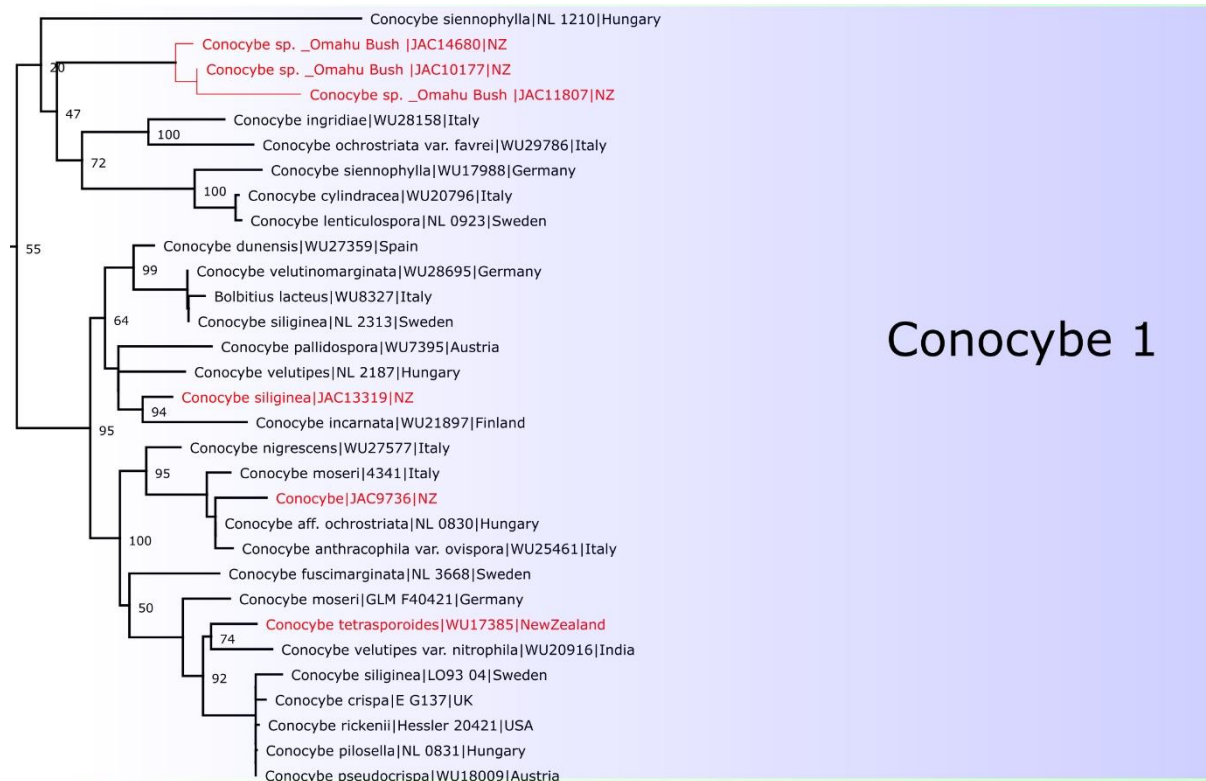 Conocybe siennophylla|NL 1210|Hungary
Conocybe sp. _Omahu Bush |JAC14680|NZ
20
Conocybe sp. _Omahu Bush |JAC10177|NZ
Conocybe sp. _Omahu Bush |JAC11807|NZ
47
Conocybe ingridiae|WU28158|Italy
100
Conocybe ochrostriata var. favrei|WU29786|Italy
72
Conocybe siennophylla|WU17988|Germany
100
Conocybe cylindracea|WU20796|Italy
Conocybe lenticulospora|NL 0923|Sweden
55
Conocybe dunensis|WU27359|Spain
99
Conocybe velutinomarginata|WU28695|Germany
Bolbitius lacteus|WU8327|Italy
64
Conocybe siliginea|NL 2313|Sweden
Conocybe 1
Conocybe pallidospora|WU7395|Austria
Conocybe velutipes|NL 2187|Hungary
Conocybe siliginea|JAC13319|NZ
94
Conocybe incarnata|WU21897|Finland
95
Conocybe nigrescens|WU27577|Italy
95
Conocybe moseri|4341|Italy
Conocybe|JAC9736|NZ
Conocybe aff. ochrostriata|NL 0830|Hungary
100
Conocybe anthracophila var. ovispora|WU25461|Italy
Conocybe fuscimarginata|NL 3668|Sweden
50
Conocybe moseri|GLM F40421|Germany
Conocybe tetrasporoides|WU17385|NewZealand
74
Conocybe velutipes var. nitrophila|WU20916|India
92
Conocybe siliginea|LO93 04|Sweden
Conocybe crispa|E G137|UK
Conocybe rickenii|Hessler 20421|USA
Conocybe pilosella|NL 0831|Hungary
Conocybe pseudocrispa|WU18009|Austria